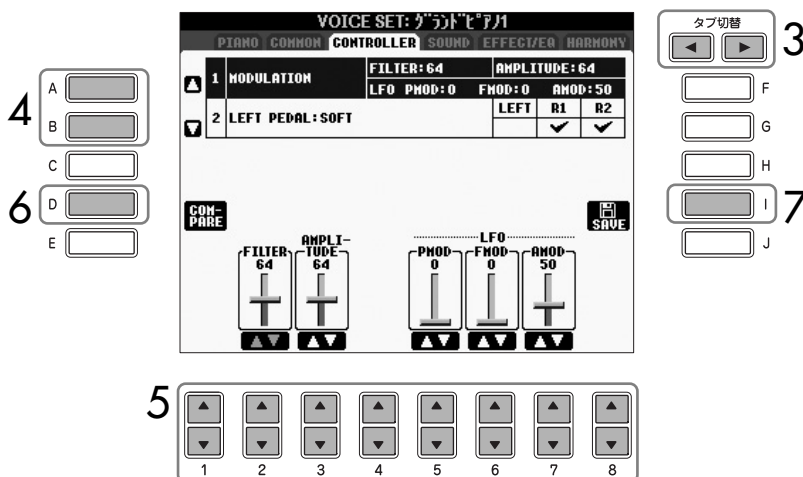 VOICE SET: グランドピアノ1
PIANO COMMON CONTROLLER SOUND EFFECT/EQ HARMONY
タブ切替
3
4
A
B
C
6
D
E
F
G
H
I
7
J
1 MODULATION
FILTER:64 AMPLITUDE:64
LFO PMOD:0 FMOD:0 AMOD:50
2 LEFT PEDAL:SOFT
LEFT R1 R2
COM-
PARE
SAVE
FILTER
64
AMPLI-
TUDE
64
LFO
PMOD
0
FMOD
0
AMOD
50
5
1 2 3 4 5 6 7 8